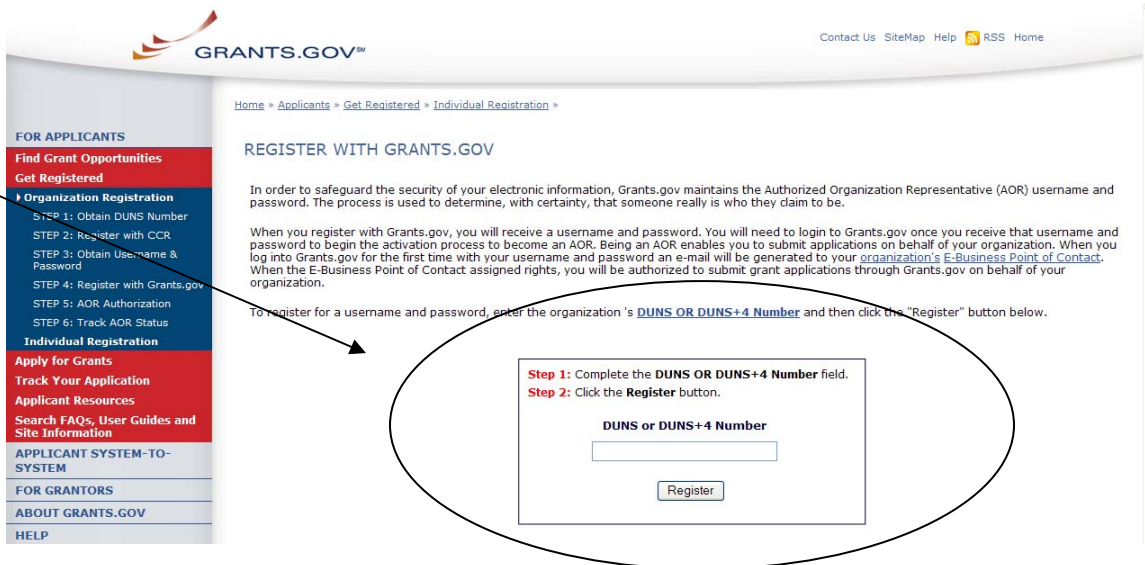 GRANTS.GOV℠
Contact Us SiteMap Help RSS Home
Home » Applicants » Get Registered » Individual Registration »
FOR APPLICANTS
Find Grant Opportunities
Get Registered
Organization Registration
STEP 1: Obtain DUNS Number
STEP 2: Register with CCR
STEP 3: Obtain Username &
Password
STEP 4: Register with Grants.gov
STEP 5: AOR Authorization
STEP 6: Track AOR Status
Individual Registration
Apply for Grants
Track Your Application
Applicant Resources
Search FAQs, User Guides and
Site Information
APPLICANT SYSTEM-TO-
SYSTEM
FOR GRANTORS
ABOUT GRANTS.GOV
HELP
REGISTER WITH GRANTS.GOV
In order to safeguard the security of your electronic information, Grants.gov maintains the Authorized Organization Representative (AOR) username and
password. The process is used to determine, with certainty, that someone really is who they claim to be.
When you register with Grants.gov, you will receive a username and password. You will need to login to Grants.gov once you receive that username and
password to begin the activation process to become an AOR. Being an AOR enables you to submit applications on behalf of your organization. When you
log into Grants.gov for the first time with your username and password an e-mail will be generated to your organization's E-Business Point of Contact.
When the E-Business Point of Contact assigned rights, you will be authorized to submit grant applications through Grants.gov on behalf of your
organization.
To register for a username and password, enter the organization 's DUNS OR DUNS+4 Number and then click the "Register" button below.
Step 1: Complete the DUNS OR DUNS+4 Number field.
Step 2: Click the Register button.
DUNS or DUNS+4 Number
Register